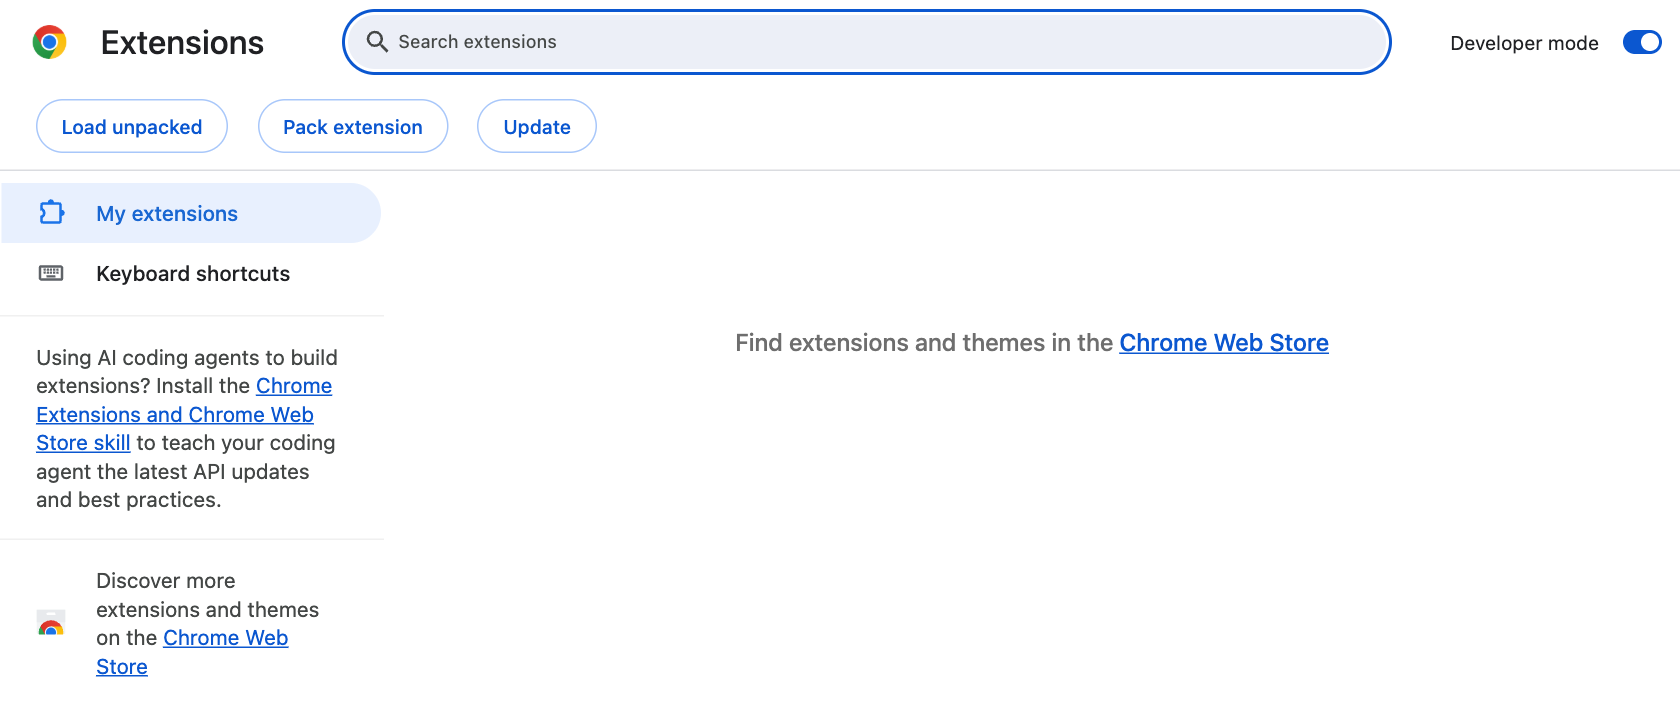 Extensions
Search extensions
Developer mode
Load unpacked
Pack extension
Update
My extensions
Keyboard shortcuts
Using AI coding agents to build
extensions? Install the Chrome
Extensions and Chrome Web
Store skill to teach your coding
agent the latest API updates
and best practices.
Discover more
extensions and themes
on the Chrome Web
Store
Find extensions and themes in the Chrome Web Store